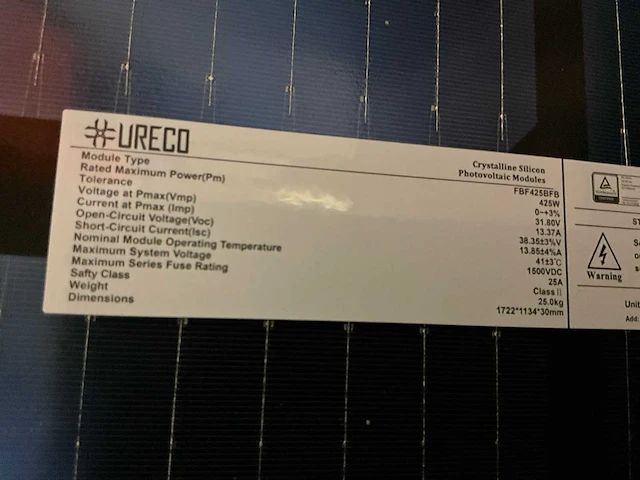 URECO
Crystalline Silicon
Photovoltaic Modules
Module Type FBF425BFB
Rated Maximum Power(Pm) 425W
Tolerance 0~+3%
Voltage at Pmax(Vmp) 31.80V
Current at Pmax (Imp) 13.37A
Open-Circuit Voltage(Voc) 38.35±3%V
Short-Circuit Current(Isc) 13.85±4%A
Nominal Module Operating Temperature 41±3℃
Maximum System Voltage 1500VDC
Maximum Series Fuse Rating 25A
Safty Class Class II
Weight 25.0kg
Dimensions 1722*1134*30mm
Warning
Add: